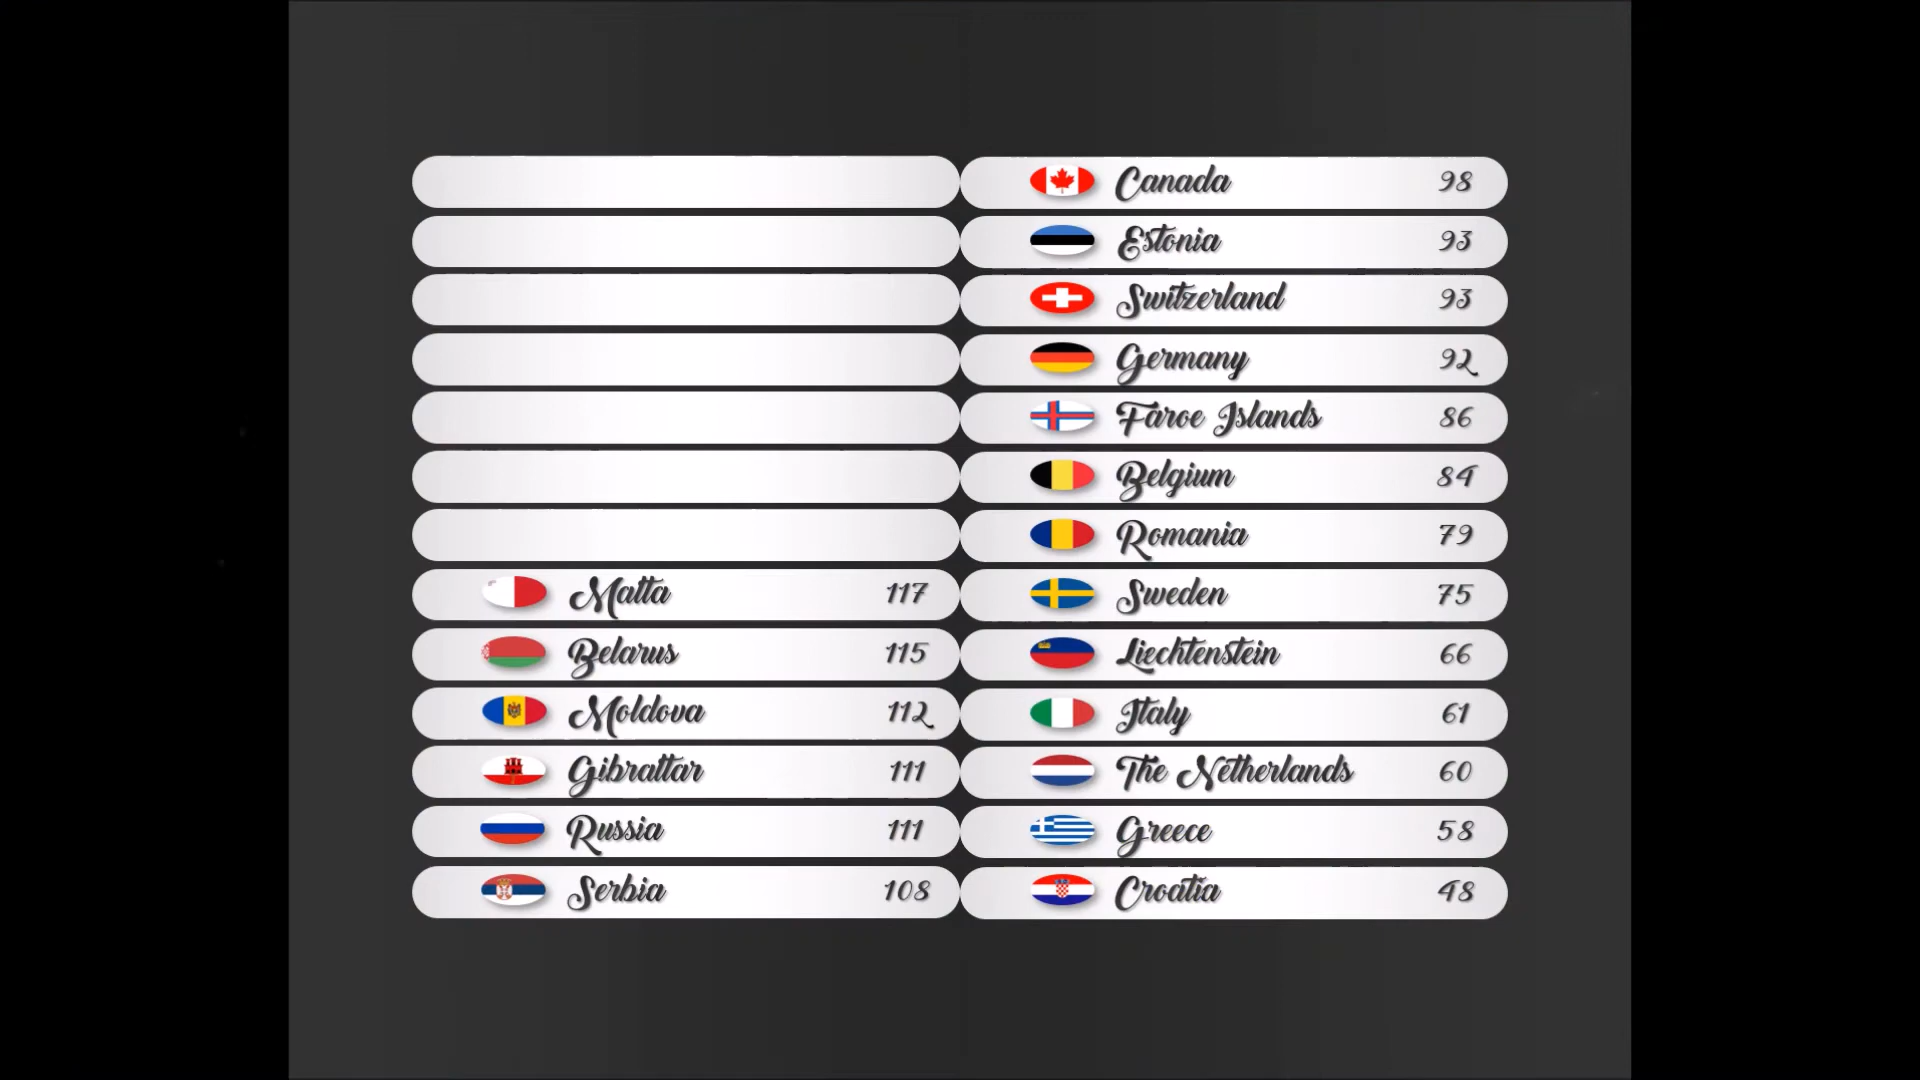 Malta 117
Belarus 115
Moldova 112
Gibraltar 111
Russia 111
Serbia 108
Canada 98
Estonia 93
Switzerland 93
Germany 92
Faroe Islands 86
Belgium 84
Romania 79
Sweden 75
Liechtenstein 66
Italy 61
The Netherlands 60
Greece 58
Croatia 48